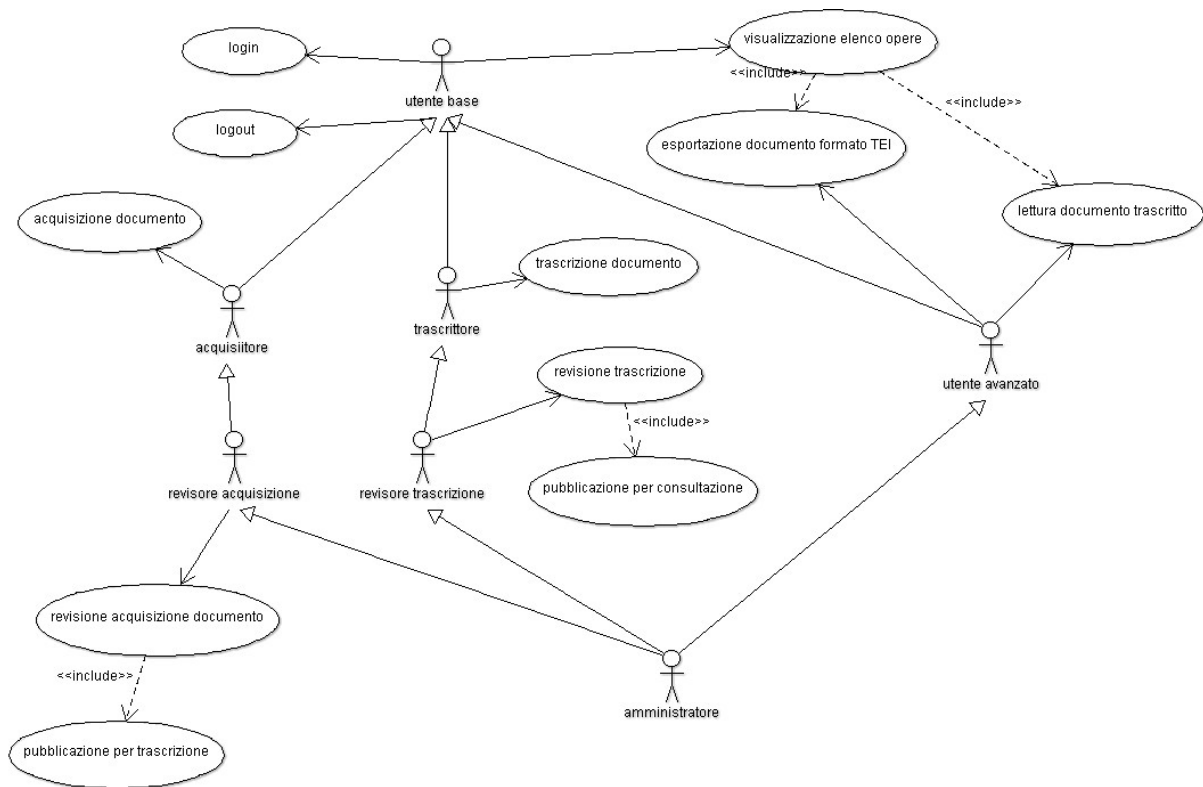 login
visualizzazione elenco opere
<<include>>
utente base
<<include>>
logout
esportazione documento formato TEI
acquisizione documento
lettura documento trascritto
trascrizione documento
trascrittore
acquisiitore
revisione trascrizione
utente avanzato
<<include>>
revisore acquisizione
revisore trascrizione
pubblicazione per consultazione
revisione acquisizione documento
<<include>>
amministratore
pubblicazione per trascrizione